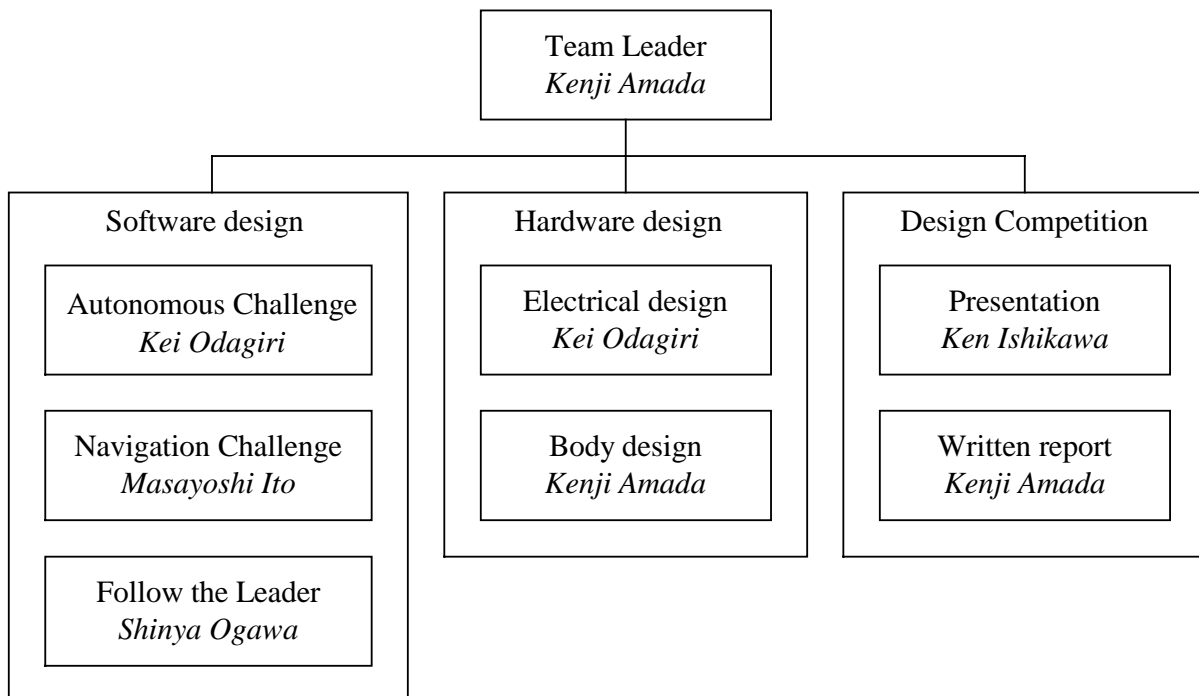 Team Leader
Kenji Amada
Software design
Autonomous Challenge
Kei Odagiri
Navigation Challenge
Masayoshi Ito
Follow the Leader
Shinya Ogawa
Hardware design
Electrical design
Kei Odagiri
Body design
Kenji Amada
Design Competition
Presentation
Ken Ishikawa
Written report
Kenji Amada